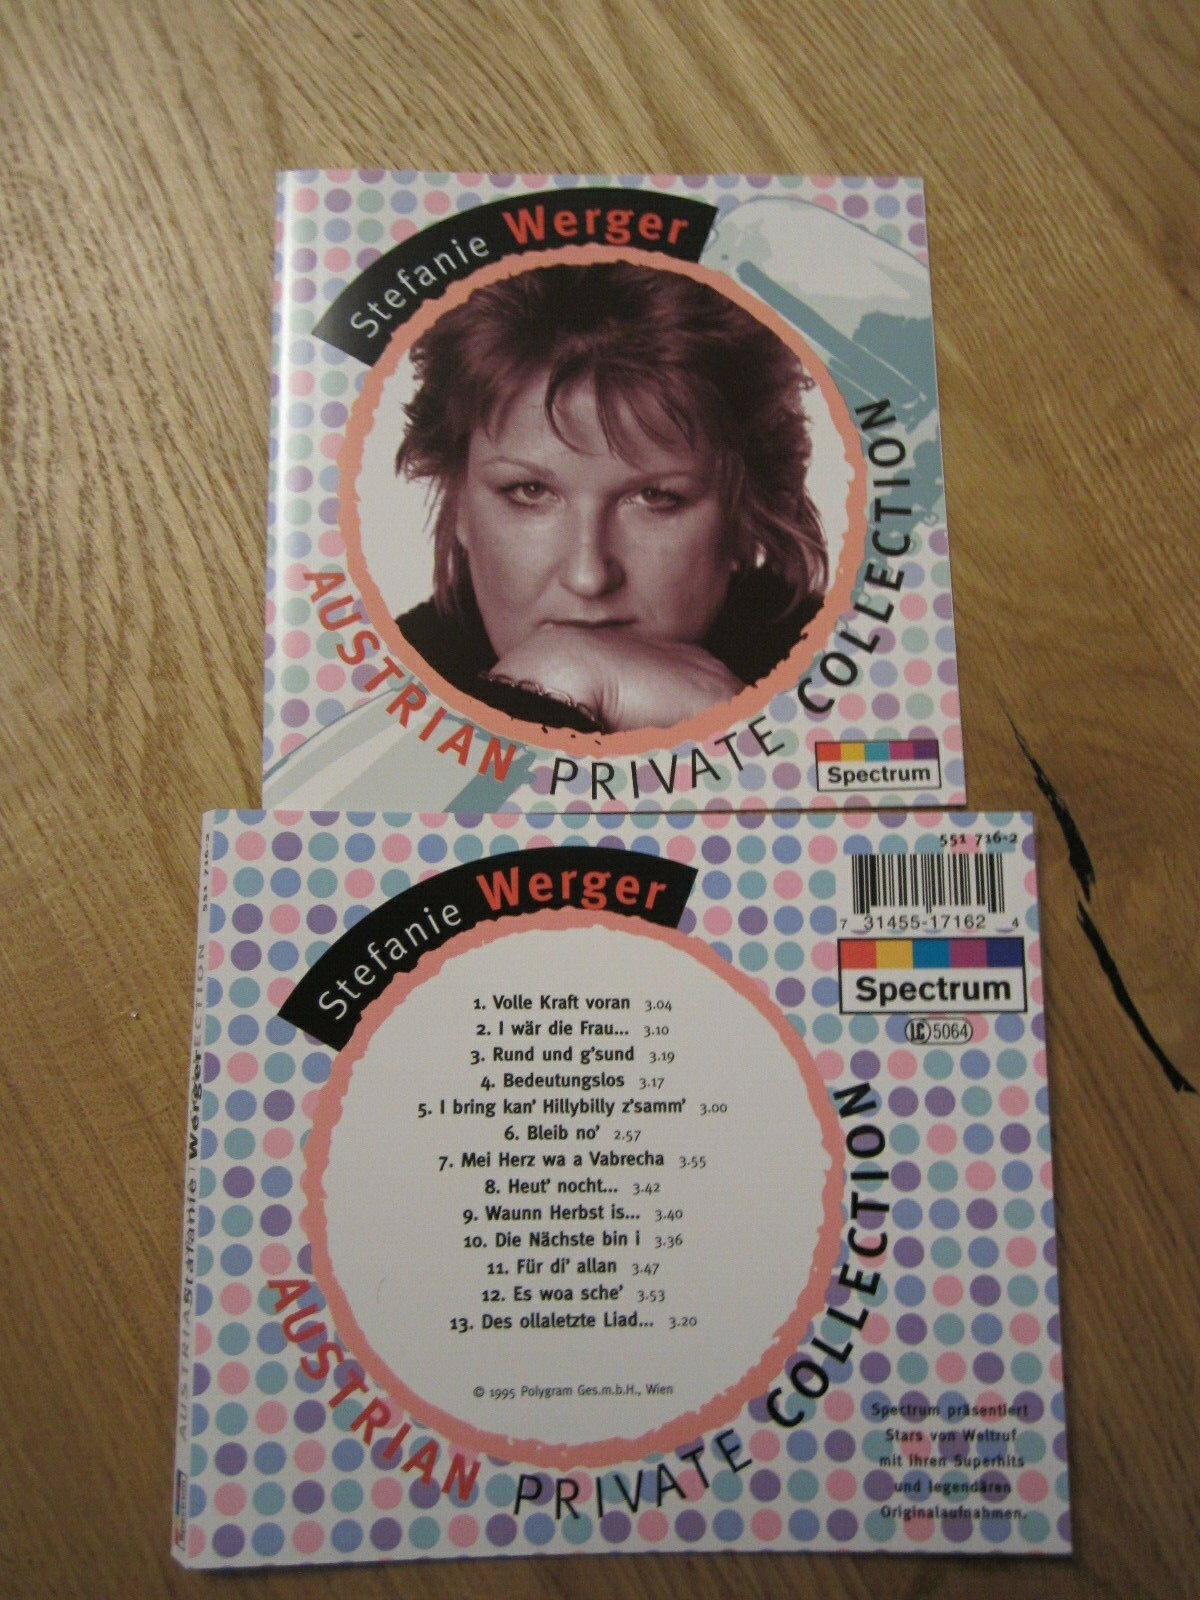 Stefanie Werger
AUSTRIAN PRIVATE COLLECTION
Spectrum
551 716-2
Stefanie Werger
551 716-2
7 31455-17162 4
Spectrum
LC 5064
1. Volle Kraft voran 3.04
2. I wär die Frau... 3.10
3. Rund und g'sund 3.19
4. Bedeutungslos 3.17
5. I bring kan' Hillybilly z'samm' 3.00
6. Bleib no' 2.57
7. Mei Herz wa a Vabrecha 3.55
8. Heut' nocht... 3.42
9. Waunn Herbst is... 3.40
10. Die Nächste bin i 3.36
11. Für di' allan 3.47
12. Es woa sche' 3.53
13. Des ollaletzte Liad... 3.20
© 1995 Polygram Ges.m.b.H., Wien
AUSTRIAN PRIVATE COLLECTION
Spectrum präsentiert
Stars von Weltruf
mit ihren Superhits
und legendären
Originalaufnahmen.